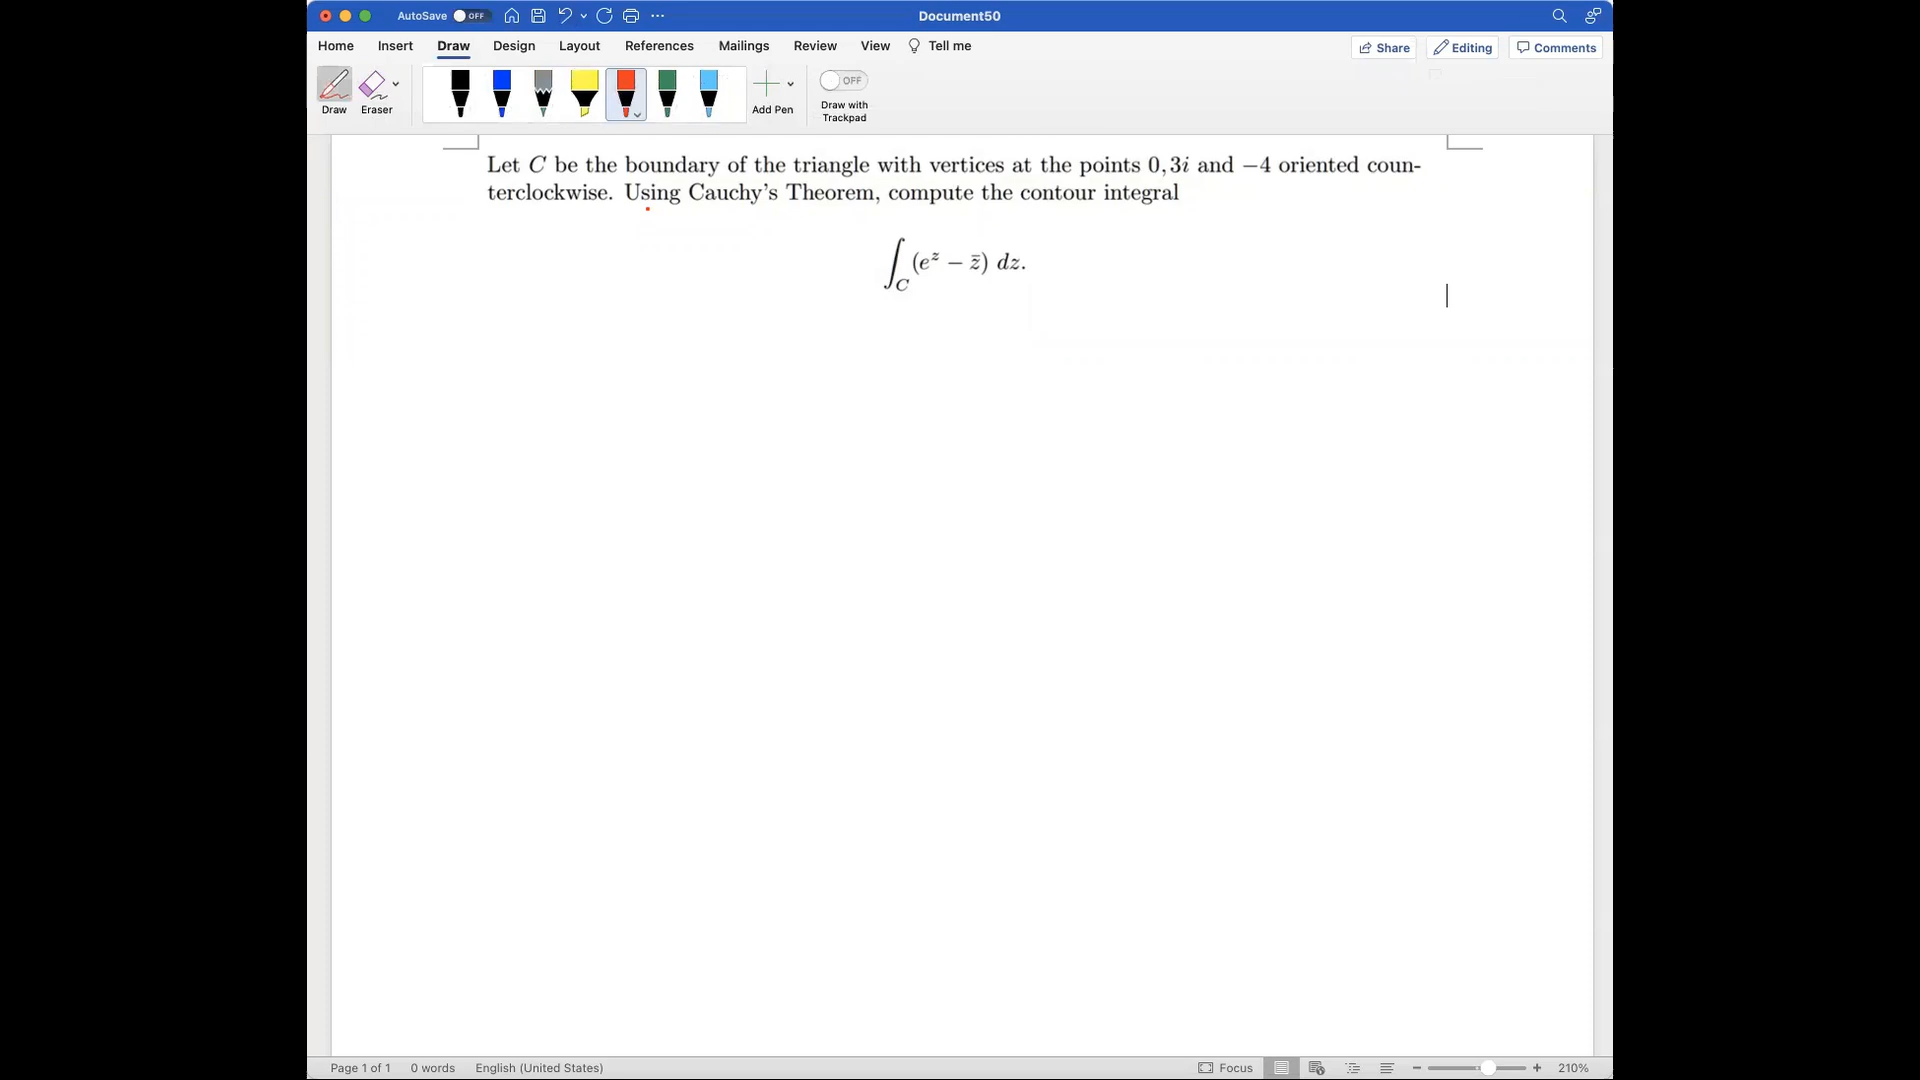 AutoSave OFF
Document50
Home Insert Draw Design Layout References Mailings Review View Tell me
Share Editing Comments
Draw Eraser Add Pen OFF Draw with Trackpad
Let C be the boundary of the triangle with vertices at the points 0, 3i and −4 oriented coun-
terclockwise. Using Cauchy's Theorem, compute the contour integral
∫_C (e^z − z̄) dz.
Page 1 of 1 0 words English (United States) Focus 210%